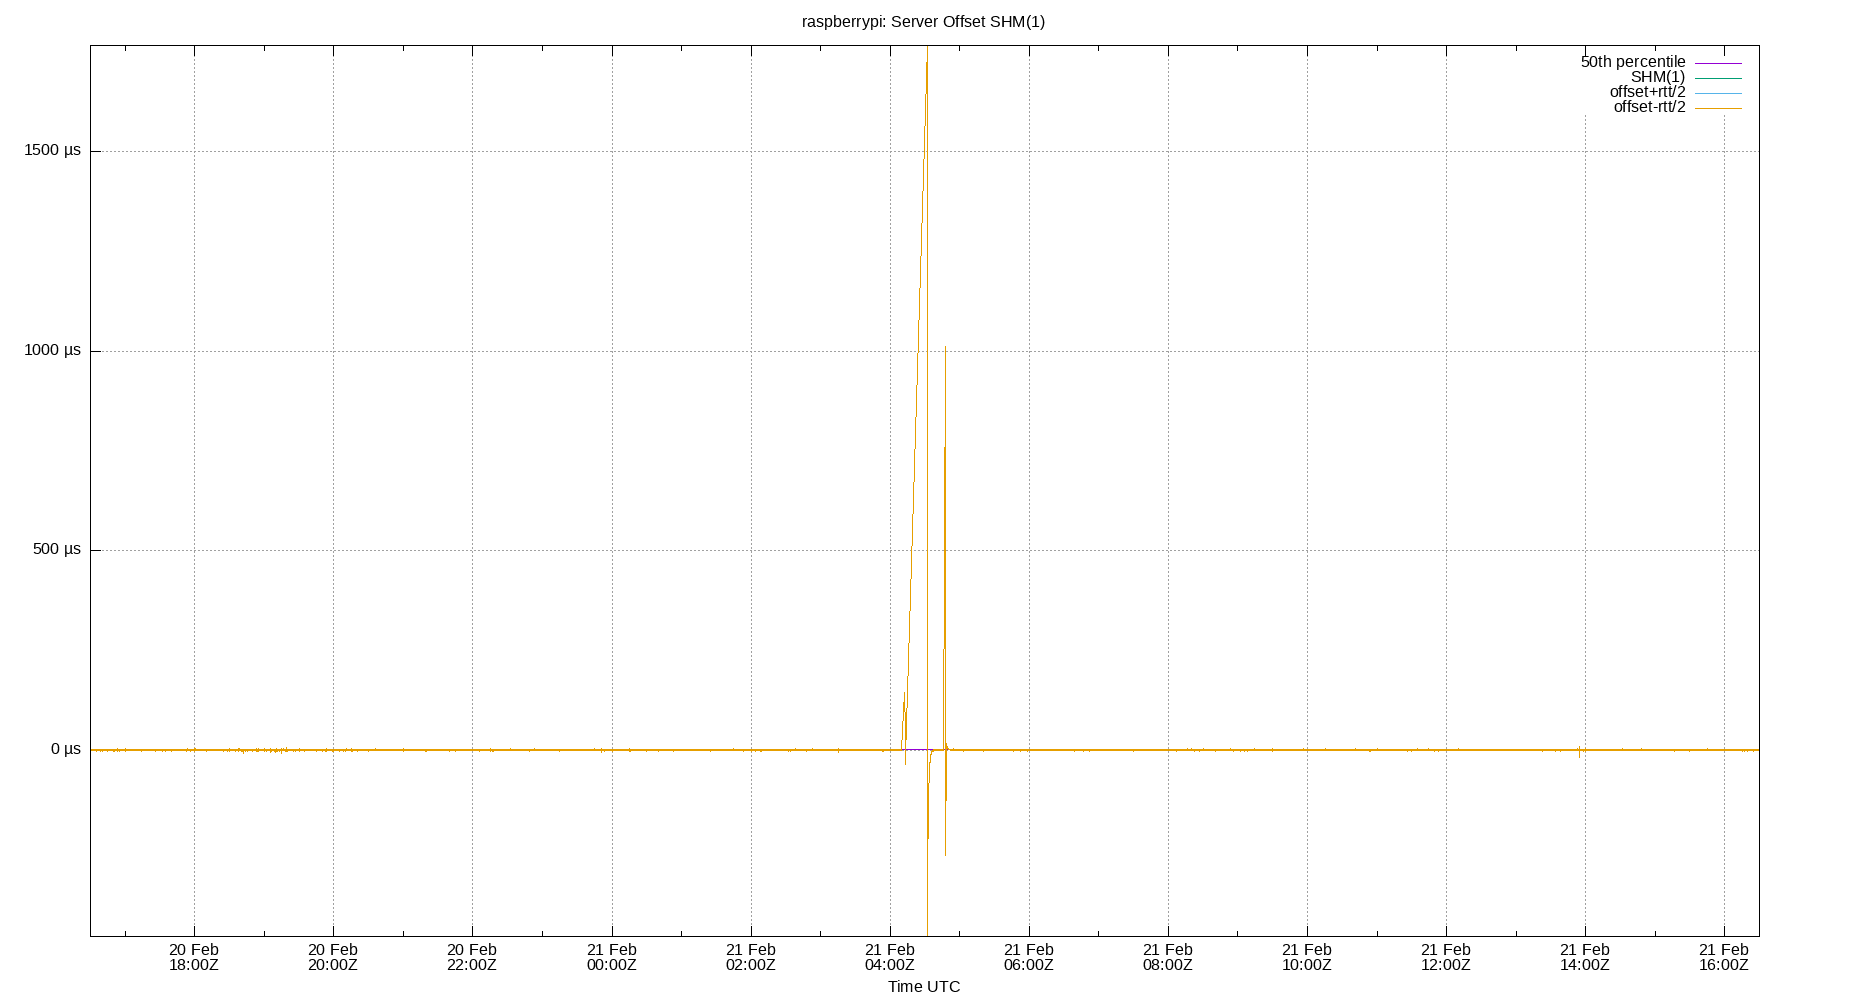 raspberrypi: Server Offset SHM(1)
50th percentile
SHM(1)
offset+rtt/2
offset-rtt/2
1500 µs
1000 µs
500 µs
0 µs
20 Feb 20 Feb 20 Feb 21 Feb 21 Feb 21 Feb 21 Feb 21 Feb 21 Feb 21 Feb 21 Feb 21 Feb
18:00Z 20:00Z 22:00Z 00:00Z 02:00Z 04:00Z 06:00Z 08:00Z 10:00Z 12:00Z 14:00Z 16:00Z
Time UTC